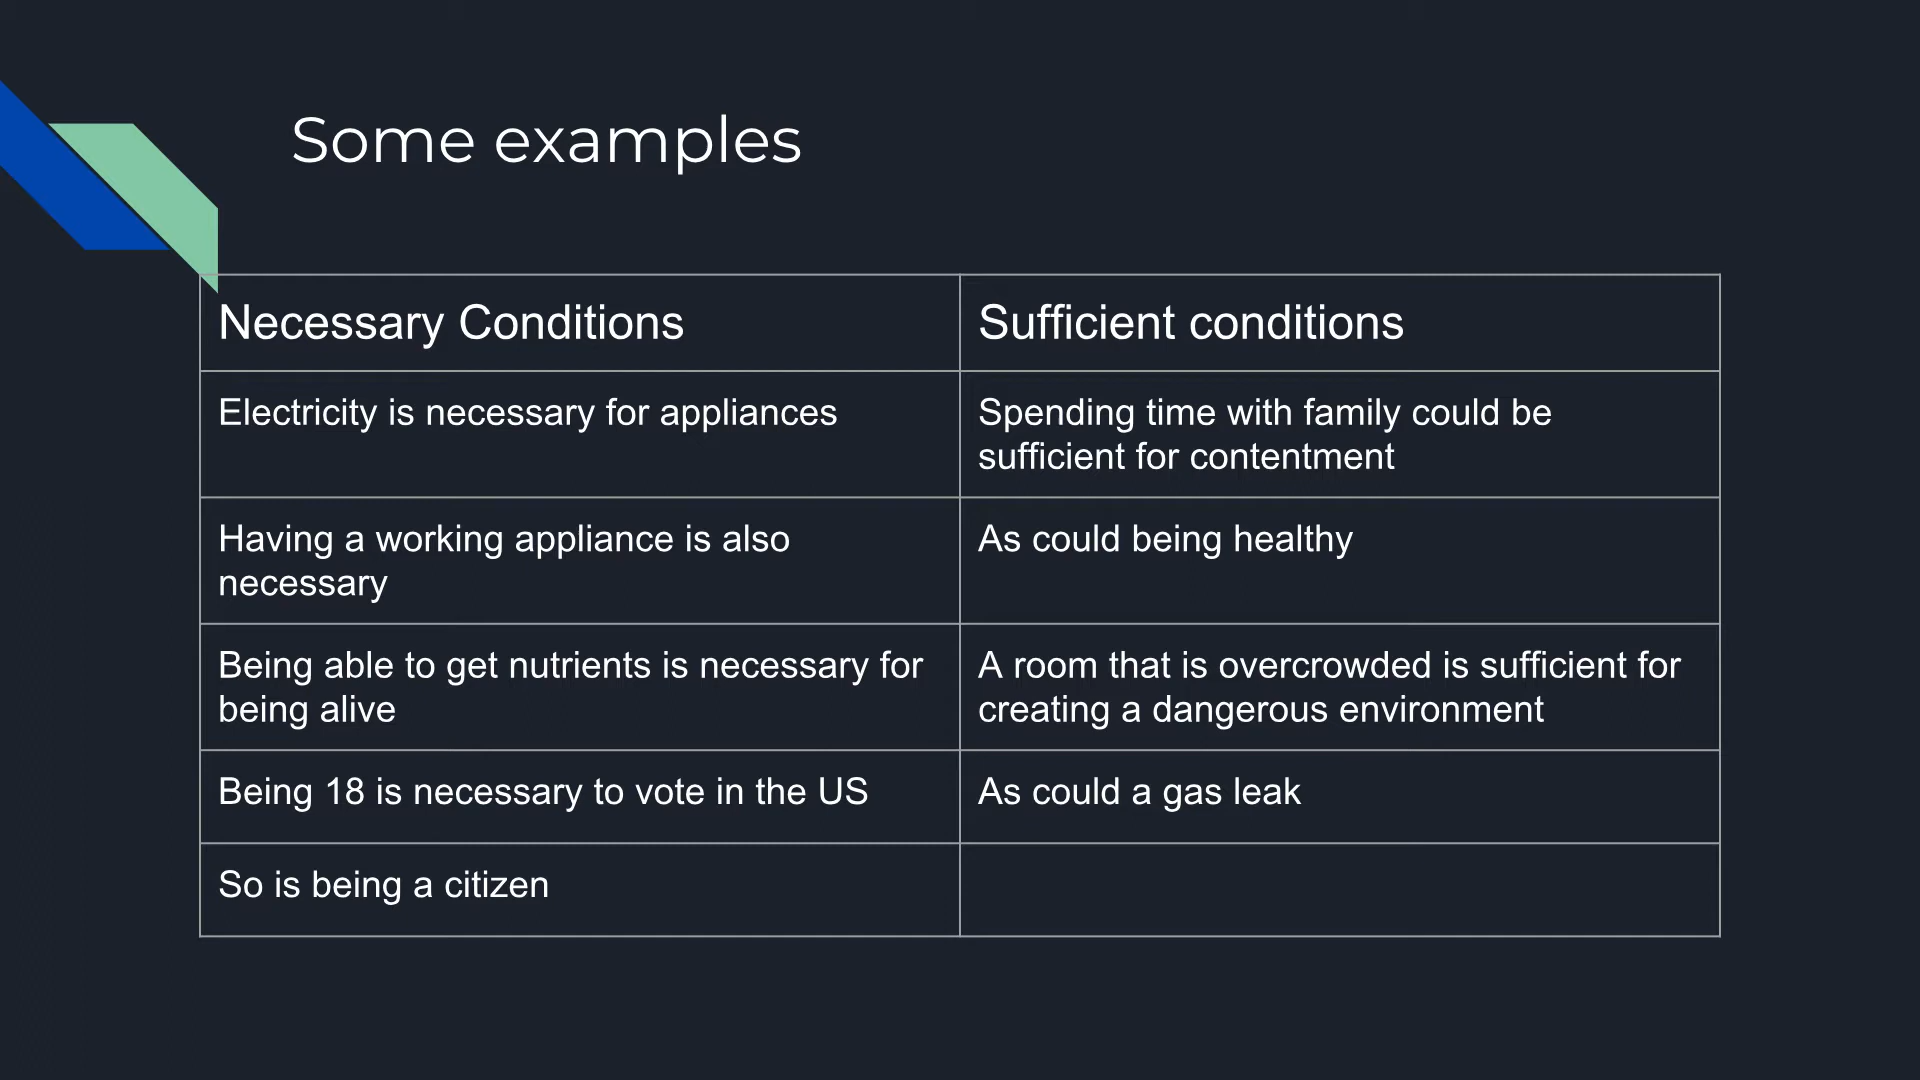 Some examples
Necessary Conditions
Sufficient conditions
Electricity is necessary for appliances
Spending time with family could be
sufficient for contentment
Having a working appliance is also
necessary
As could being healthy
Being able to get nutrients is necessary for
being alive
A room that is overcrowded is sufficient for
creating a dangerous environment
Being 18 is necessary to vote in the US
As could a gas leak
So is being a citizen